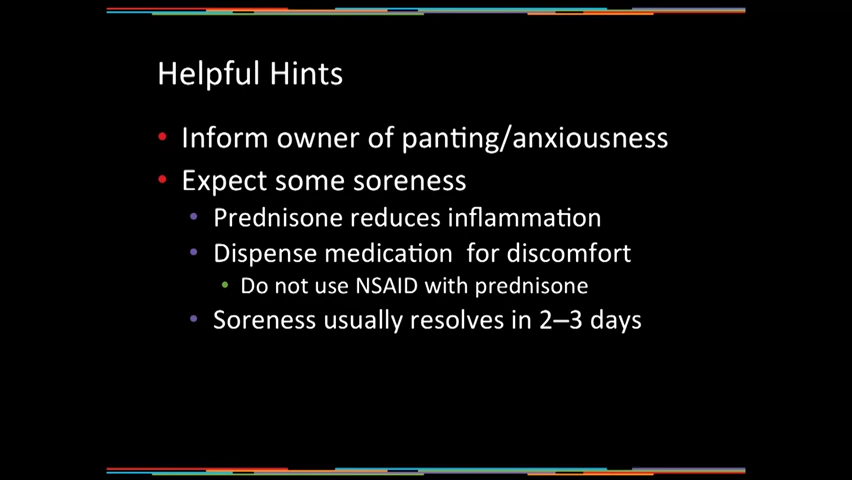 Helpful Hints
• Inform owner of panting/anxiousness
• Expect some soreness
• Prednisone reduces inflammation
• Dispense medication for discomfort
• Do not use NSAID with prednisone
• Soreness usually resolves in 2–3 days